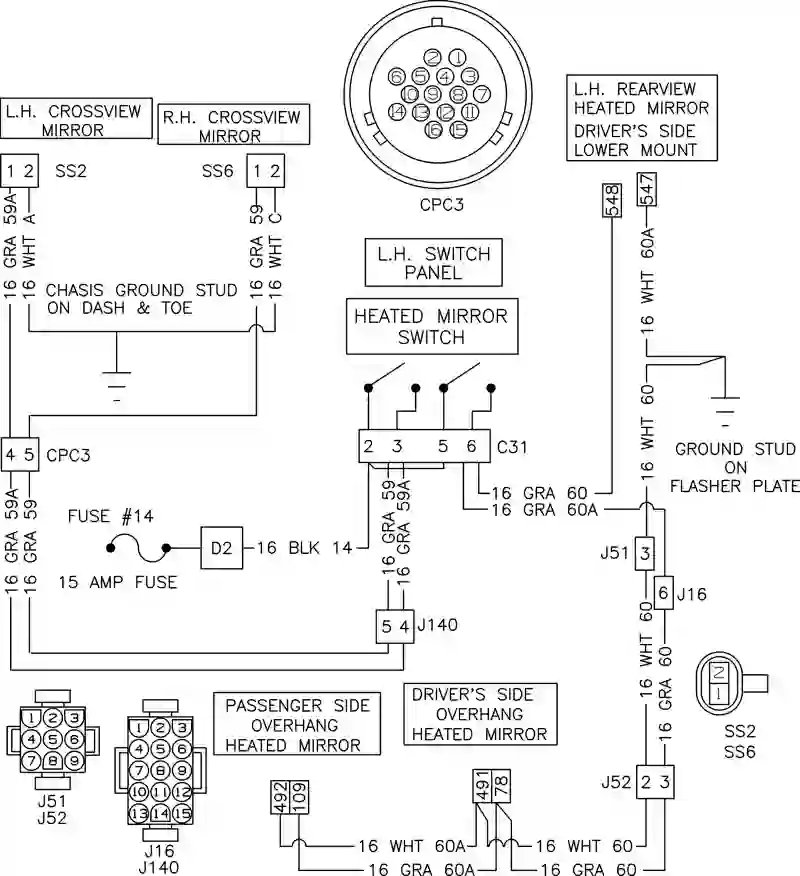 L.H. CROSSVIEW
MIRROR
R.H. CROSSVIEW
MIRROR
1 2
SS2
SS6
1 2
2 1
6 5 4 3
10 9 8 7
14 13 12 11
16 15
CPC3
L.H. REARVIEW
HEATED MIRROR
DRIVER'S SIDE
LOWER MOUNT
548
547
16 GRA 59A
16 WHT A
16 GRA 59
16 WHT C
CHASIS GROUND STUD
ON DASH & TOE
L.H. SWITCH
PANEL
HEATED MIRROR
SWITCH
16 WHT 60A
16 WHT 60
GROUND STUD
ON
FLASHER PLATE
2 3 5 6
C31
4 5
CPC3
16 GRA 59A
16 GRA 59
16 GRA 59
16 GRA 59A
16 GRA 60
16 GRA 60A
FUSE #14
15 AMP FUSE
D2
16 BLK 14
J51
3
6
J16
5 4
J140
16 WHT 60
16 GRA 60
2
1
SS2
SS6
PASSENGER SIDE
OVERHANG
HEATED MIRROR
DRIVER'S SIDE
OVERHANG
HEATED MIRROR
1 2 3
4 5 6
7 8 9
J51
J52
1 2 3
4 5 6
7 8 9
10 11 12
13 14 15
J16
J140
492
109
491
78
J52
2 3
16 WHT 60A
16 WHT 60
16 GRA 60A
16 GRA 60